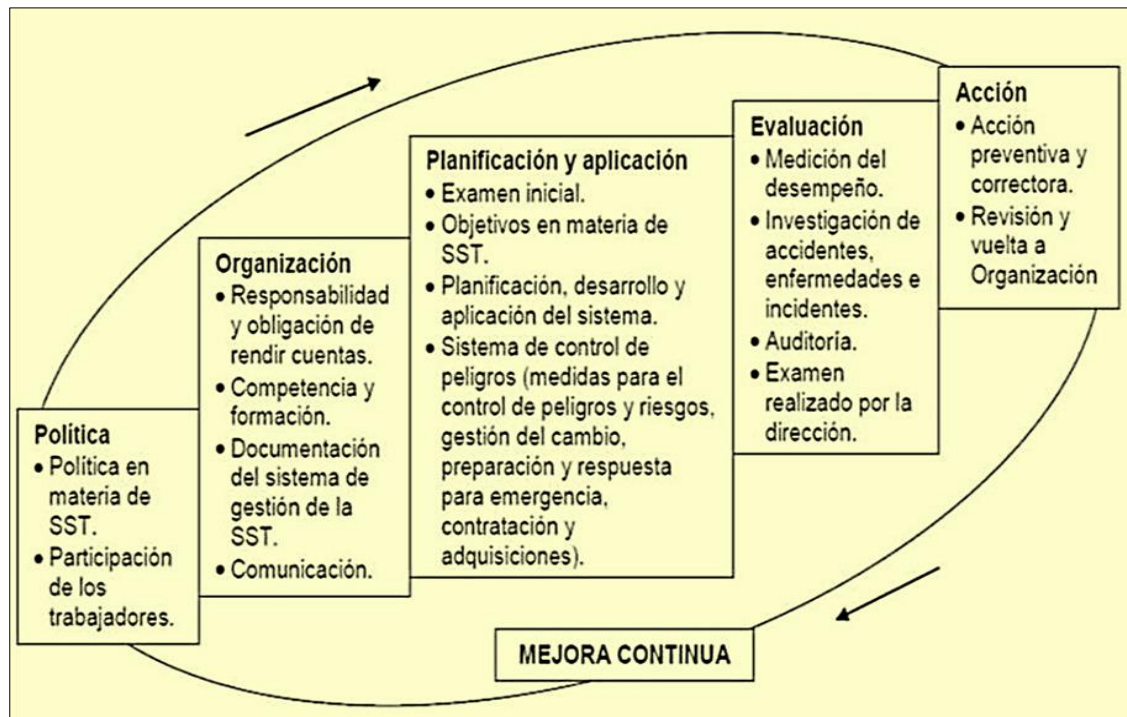 Política
• Política en
materia de
SST.
• Participación
de los
trabajadores.
Organización
• Responsabilidad
y obligación de
rendir cuentas.
• Competencia y
formación.
• Documentación
del sistema de
gestión de la
SST.
• Comunicación.
Planificación y aplicación
• Examen inicial.
• Objetivos en materia de
SST.
• Planificación, desarrollo y
aplicación del sistema.
• Sistema de control de
peligros (medidas para el
control de peligros y riesgos,
gestión del cambio,
preparación y respuesta
para emergencia,
contratación y
adquisiciones).
Evaluación
• Medición del
desempeño.
• Investigación de
accidentes,
enfermedades e
incidentes.
• Auditoría.
• Examen
realizado por la
dirección.
Acción
• Acción
preventiva y
correctora.
• Revisión y
vuelta a
Organización
MEJORA CONTINUA